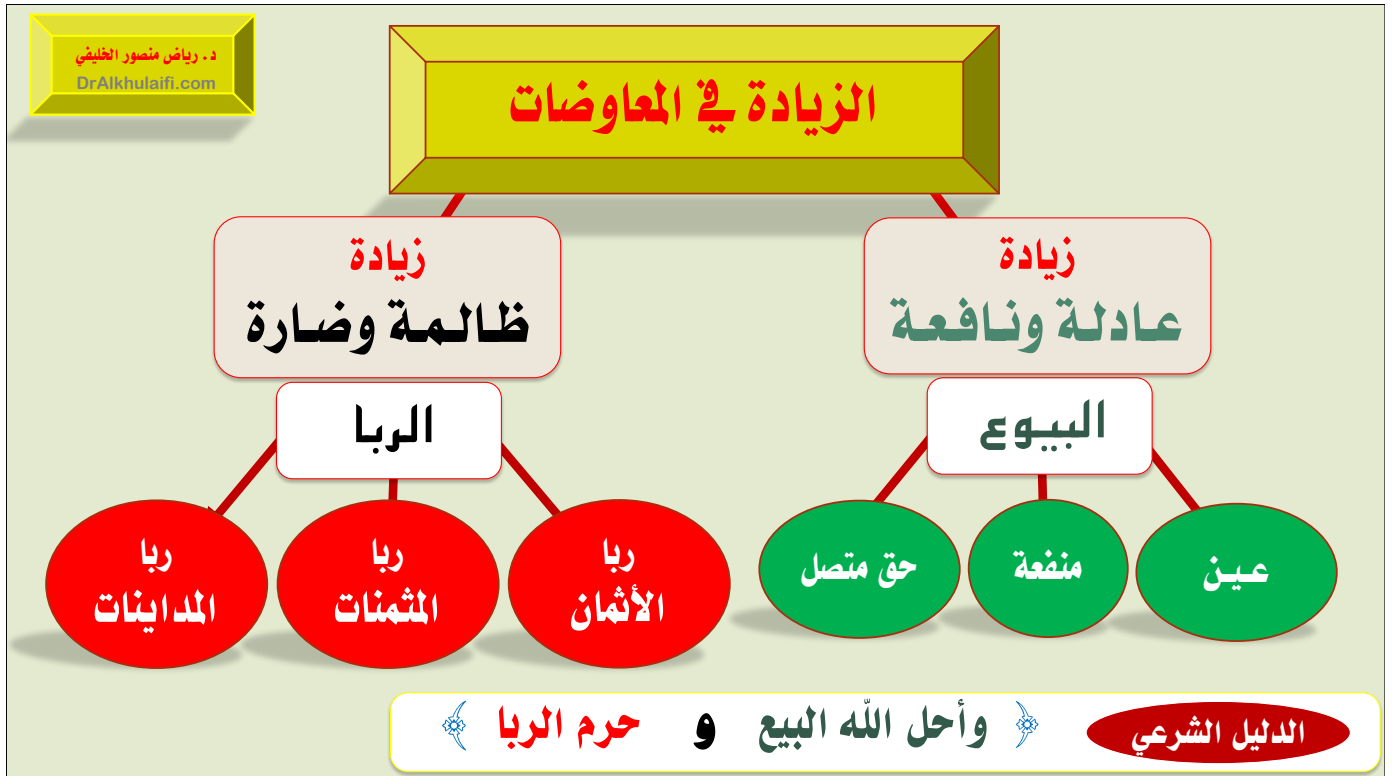 د. رياض منصور الخليفي
DrAlkhulaifi.com
الزيادة في المعاوضات
زيادة
عادلة ونافعة
البيوع
عين
منفعة
حق متصل
زيادة
ظالمة وضارة
الربا
ربا
الأثمان
ربا
المثمنات
ربا
المداينات
الدليل الشرعي
﴿ وأحل الله البيع و حرم الربا ﴾